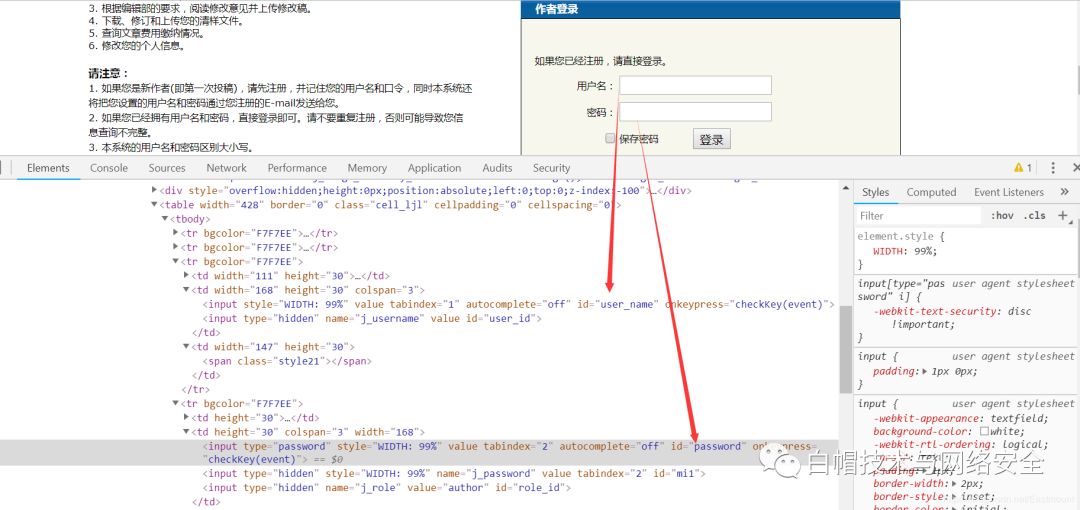 3. 根据编辑部的要求，阅读修改意见并上传修改稿。
4. 下载、修订和上传您的清样文件。
5. 查询文章费用缴纳情况。
6. 修改您的个人信息。
请注意：
1. 如果您是新作者(即第一次投稿)，请先注册，并记住您的用户名和口令，同时本系统还
将把您设置的用户名和密码通过您注册的E-mail发送给您。
2. 如果您已经拥有用户名和密码，直接登录即可。请不要重复注册，否则可能导致您信
息查询不完整。
3. 本系统的用户名和密码区别大小写。
作者登录
如果您已经注册，请直接登录。
用户名：
密码：
保存密码 登录
Elements Console Sources Network Performance Memory Application Audits Security 1
<div style="overflow:hidden;height:0px;position:absolute;left:0;top:0;z-index:-100">…</div>
<table width="428" border="0" class="cell_ljl" cellpadding="0" cellspacing="0">
<tbody>
<tr bgcolor="F7F7EE">…</tr>
<tr bgcolor="F7F7EE">…</tr>
<tr bgcolor="F7F7EE">
<td width="111" height="30">…</td>
<td width="168" height="30" colspan="3">
<input style="WIDTH: 99%" value tabindex="1" autocomplete="off" id="user_name" onkeypress="checkKey(event)">
<input type="hidden" name="j_username" value id="user_id">
</td>
<td width="147" height="30">
<span class="style21"></span>
</td>
</tr>
<tr bgcolor="F7F7EE">
<td height="30">…</td>
<td height="30" colspan="3" width="168">
<input type="password" style="WIDTH: 99%" value tabindex="2" autocomplete="off" id="password" onkeypress=
"checkKey(event)"> == $0
<input type="hidden" style="WIDTH: 99%" name="j_password" value tabindex="2" id="mi1">
<input type="hidden" name="j_role" value="author" id="role_id">
</td>
Styles Computed Event Listeners »
Filter :hov .cls +
element.style {
WIDTH: 99%;
}
input[type="pas user agent stylesheet
sword" i] {
-webkit-text-security: disc
!important;
}
input { user agent stylesheet
padding: 1px 0px;
}
input { user agent stylesheet
-webkit-appearance: textfield;
background-color: white;
-webkit-rtl-ordering: logical;
padding: 1px;
border-width: 2px;
border-style: inset;
border-color: initial;
白帽技术与网络安全